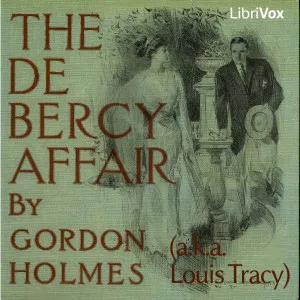 LibriVox
THE
DE
BERCY
AFFAIR
By
GORDON
HOLMES
(a.k.a.
Louis Tracy)